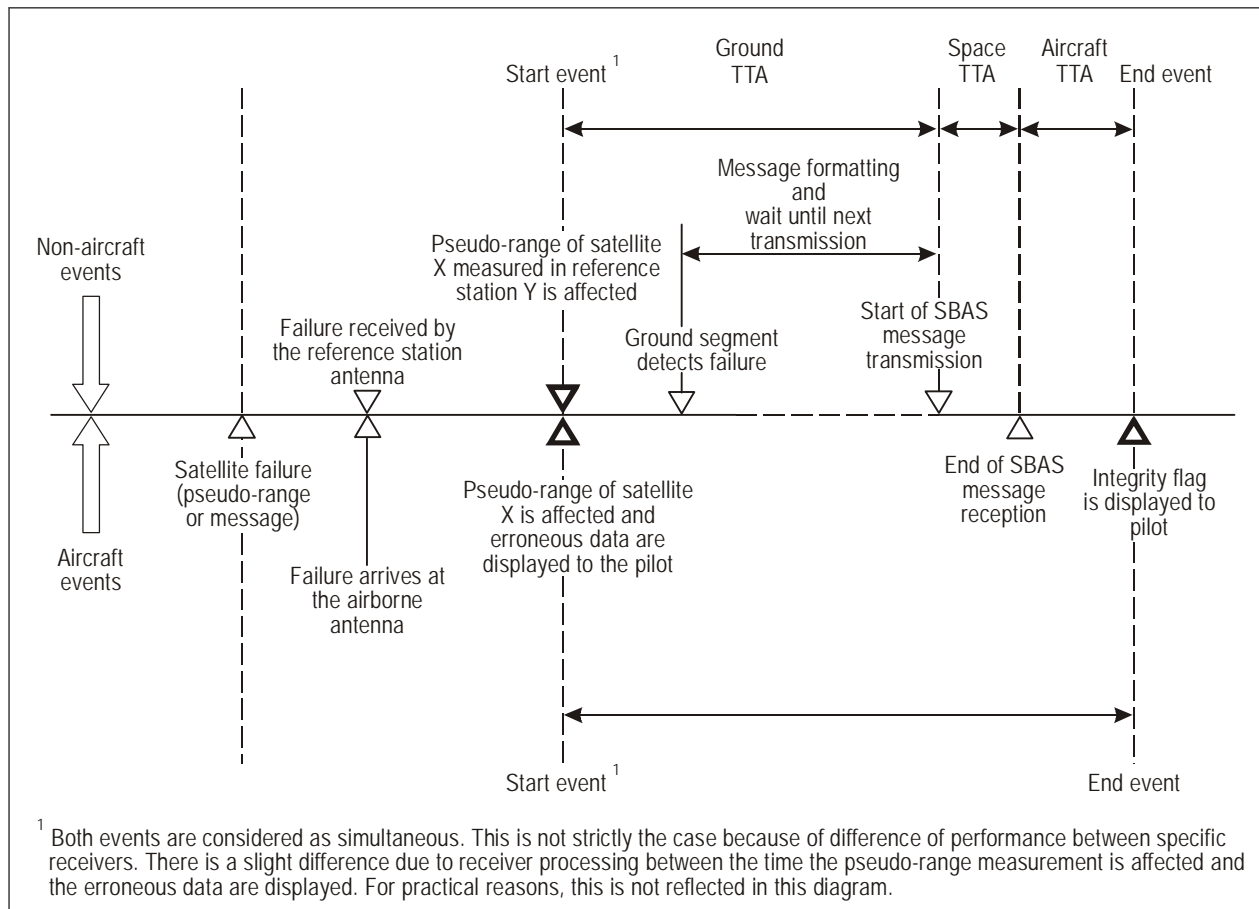 Ground
TTA
Space
TTA
Aircraft
TTA
Start event 1
End event
Message formatting
and
wait until next
transmission
Non-aircraft
events
Pseudo-range of satellite
X measured in reference
station Y is affected
Failure received by
the reference station
antenna
Ground segment
detects failure
Start of SBAS
message
transmission
Satellite failure
(pseudo-range
or message)
Pseudo-range of satellite
X is affected and
erroneous data are
displayed to the pilot
End of SBAS
message
reception
Integrity flag
is displayed to
pilot
Aircraft
events
Failure arrives at
the airborne
antenna
Start event 1
End event
1 Both events are considered as simultaneous. This is not strictly the case because of difference of performance between specific
receivers. There is a slight difference due to receiver processing between the time the pseudo-range measurement is affected and
the erroneous data are displayed. For practical reasons, this is not reflected in this diagram.